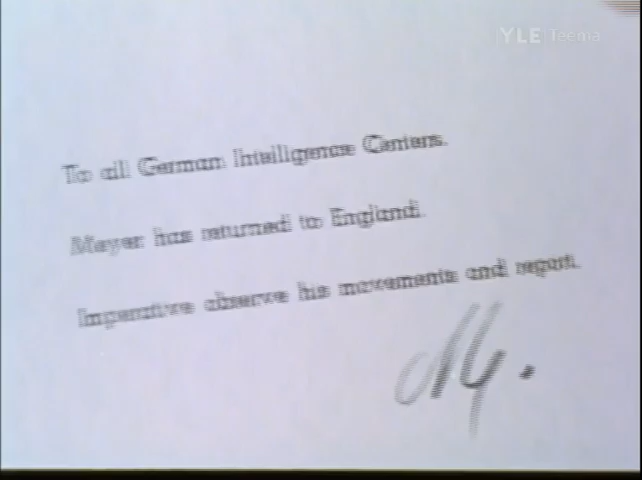 YLE Teema
To all German Intelligence Centers.
Mayer has returned to England.
Imperative observe his movements and report.